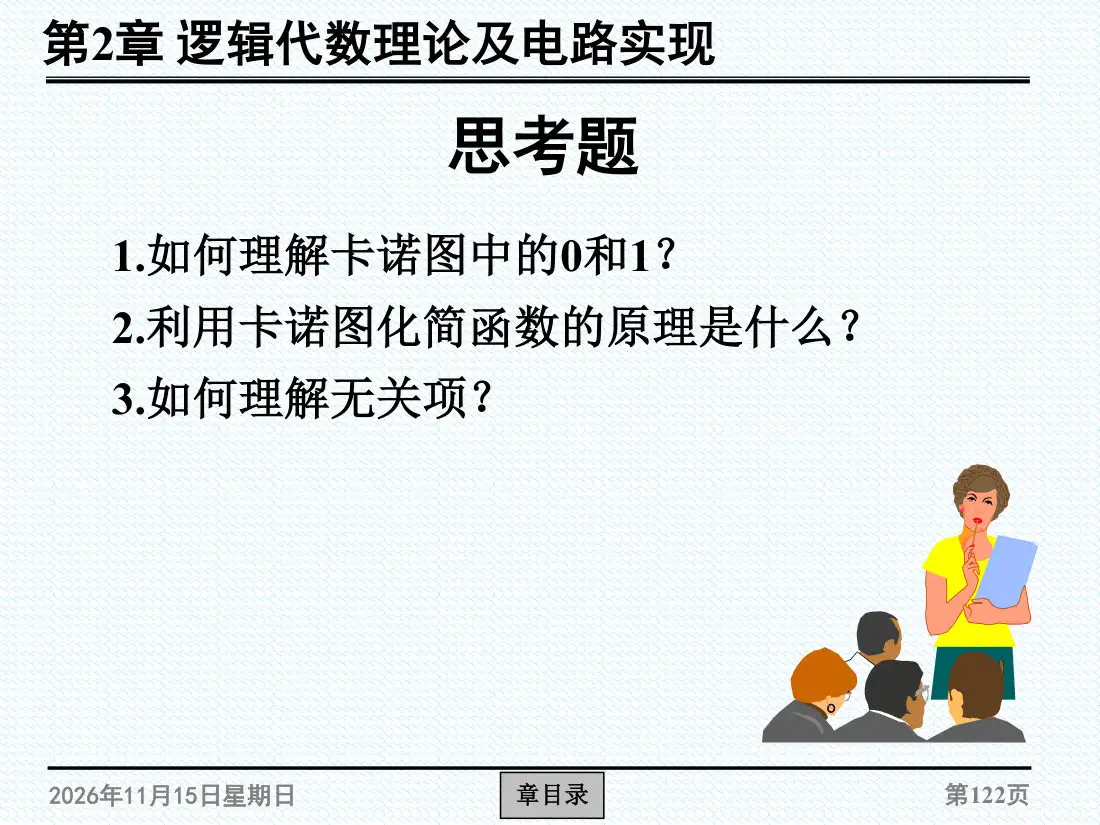 第2章 逻辑代数理论及电路实现
思考题
1.如何理解卡诺图中的0和1？
2.利用卡诺图化简函数的原理是什么？
3.如何理解无关项？
2026年11月15日星期日
章目录
第122页